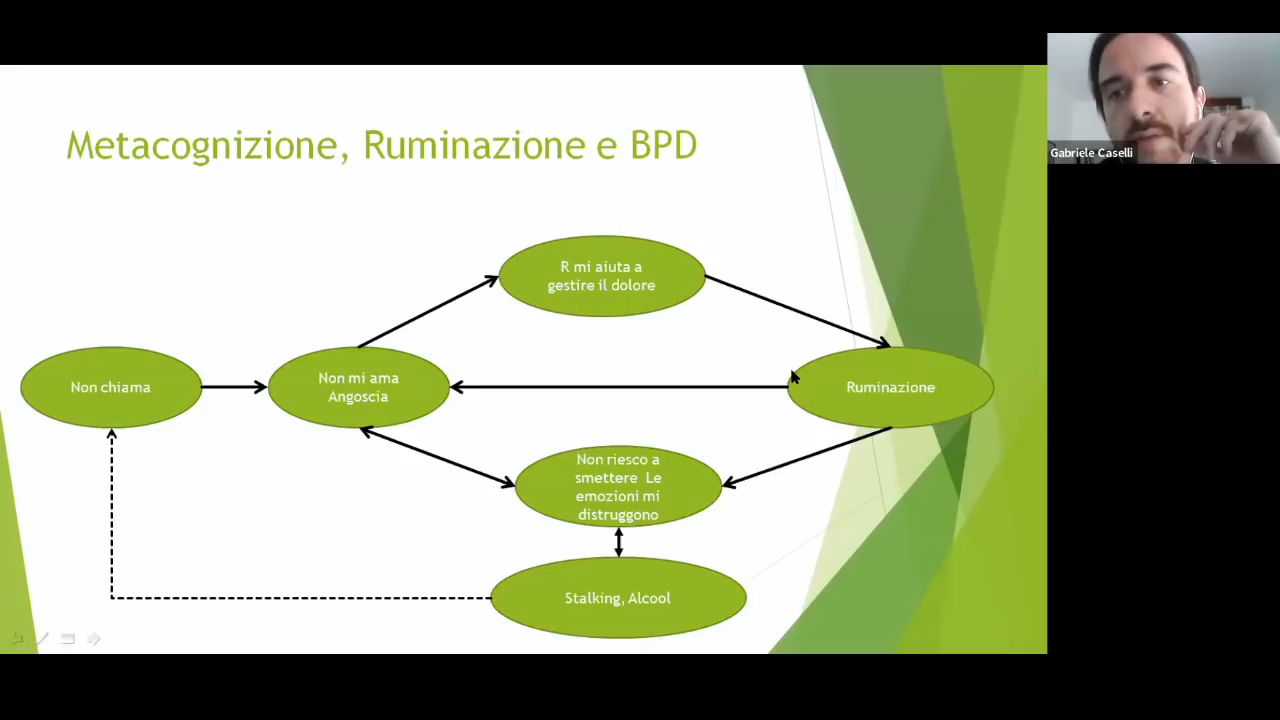 Gabriele Caselli
Metacognizione, Ruminazione e BPD
R mi aiuta a
gestire il dolore
Non chiama
Non mi ama
Angoscia
Ruminazione
Non riesco a
smettere Le
emozioni mi
distruggono
Stalking, Alcool